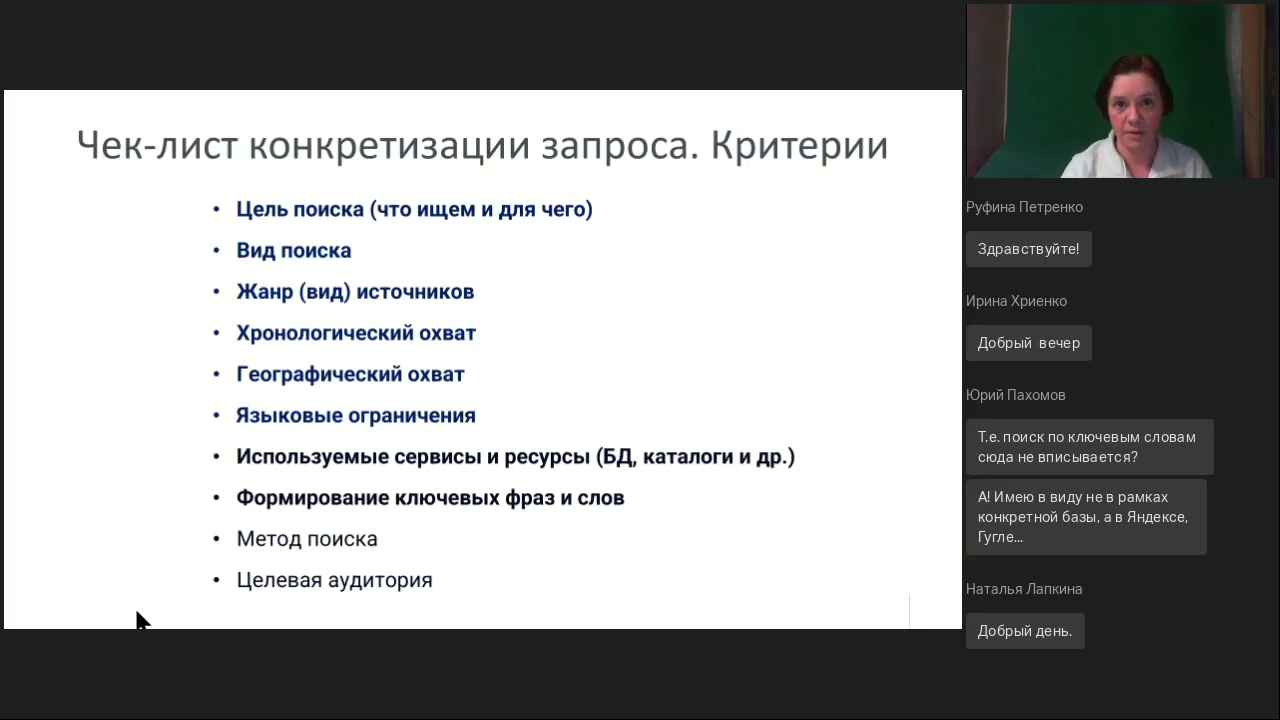 Чек-лист конкретизации запроса. Критерии
• Цель поиска (что ищем и для чего)
• Вид поиска
• Жанр (вид) источников
• Хронологический охват
• Географический охват
• Языковые ограничения
• Используемые сервисы и ресурсы (БД, каталоги и др.)
• Формирование ключевых фраз и слов
• Метод поиска
• Целевая аудитория
Руфина Петренко
Здравствуйте!
Ирина Хриенко
Добрый вечер
Юрий Пахомов
Т.е. поиск по ключевым словам
сюда не вписывается?
А! Имею в виду не в рамках
конкретной базы, а в Яндексе,
Гугле...
Наталья Лапкина
Добрый день.